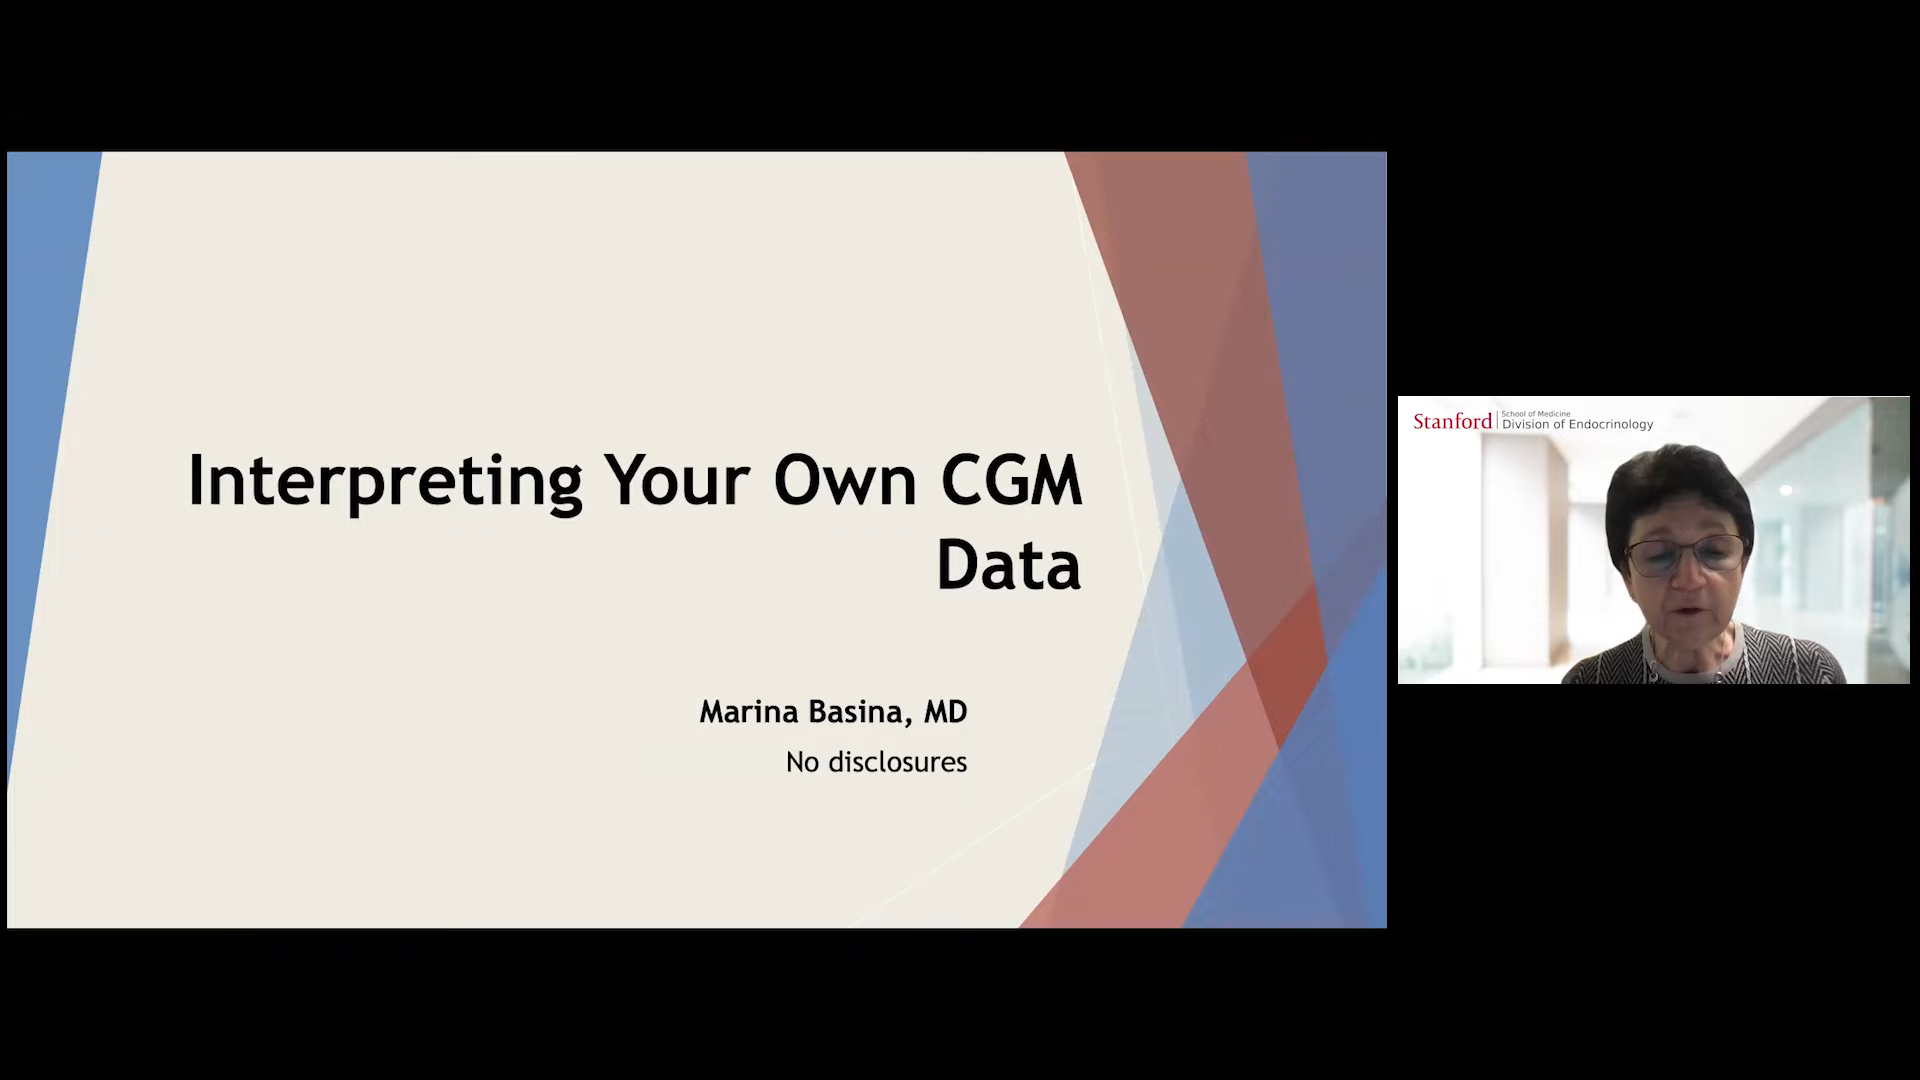 Interpreting Your Own CGM
Data
Marina Basina, MD
No disclosures
Stanford
School of Medicine
Division of Endocrinology